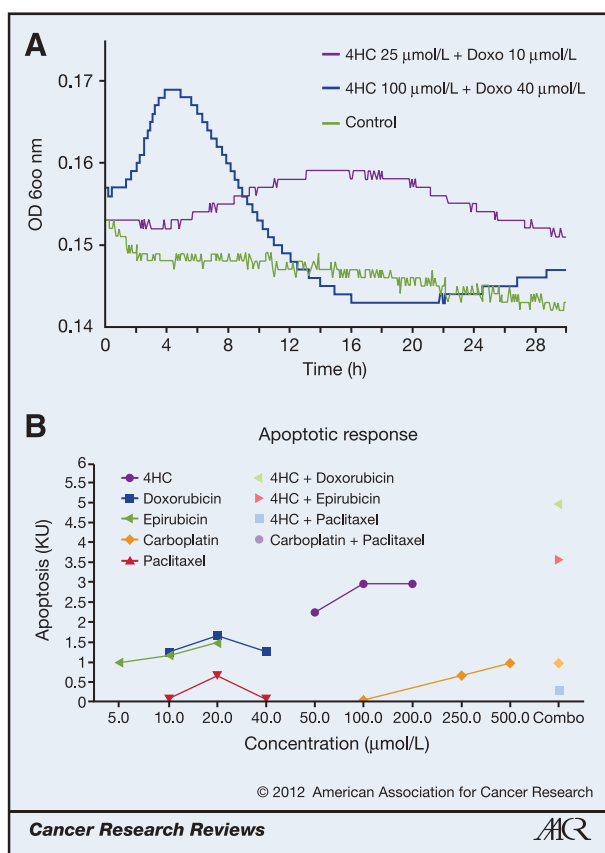 A
4HC 25 μmol/L + Doxo 10 μmol/L
4HC 100 μmol/L + Doxo 40 μmol/L
Control
OD 600 nm
0.17
0.16
0.15
0.14
0 4 8 12 16 20 24 28
Time (h)
B
Apoptotic response
4HC
Doxorubicin
Epirubicin
Carboplatin
Paclitaxel
4HC + Doxorubicin
4HC + Epirubicin
4HC + Paclitaxel
Carboplatin + Paclitaxel
Apoptosis (KU)
6
5.5
5
4.5
4
3.5
3
2.5
2
1.5
1
0.5
0
5.0 10.0 20.0 40.0 50.0 100.0 200.0 250.0 500.0 Combo
Concentration (μmol/L)
© 2012 American Association for Cancer Research
Cancer Research Reviews
AACR